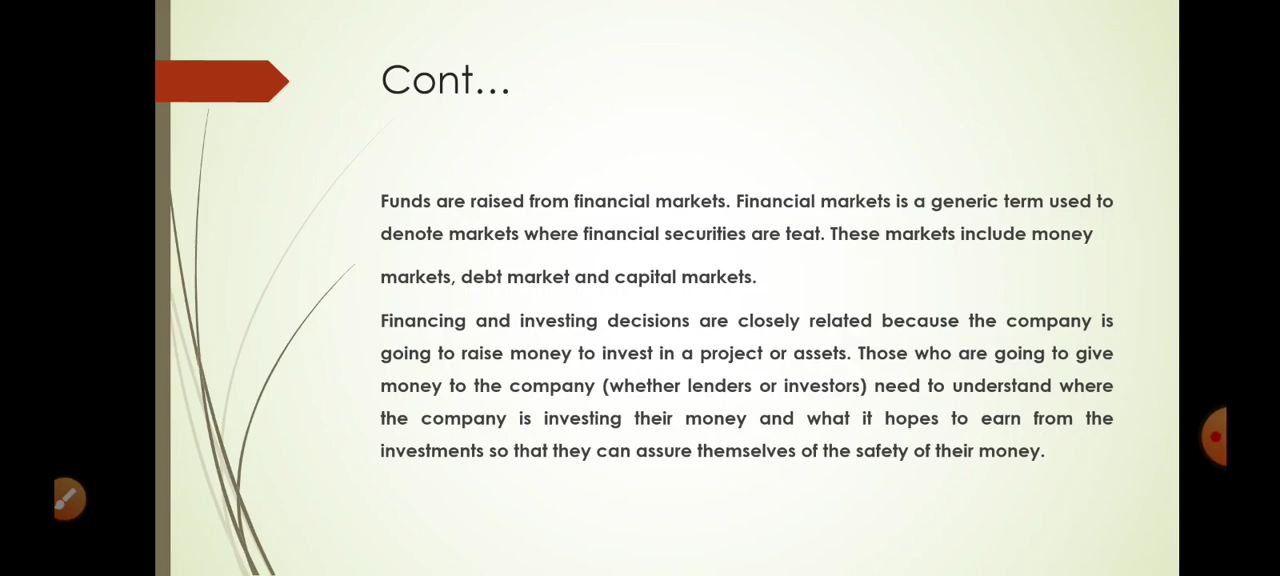 Cont...
Funds are raised from financial markets. Financial markets is a generic term used to
denote markets where financial securities are teat. These markets include money
markets, debt market and capital markets.
Financing and investing decisions are closely related because the company is
going to raise money to invest in a project or assets. Those who are going to give
money to the company (whether lenders or investors) need to understand where
the company is investing their money and what it hopes to earn from the
investments so that they can assure themselves of the safety of their money.